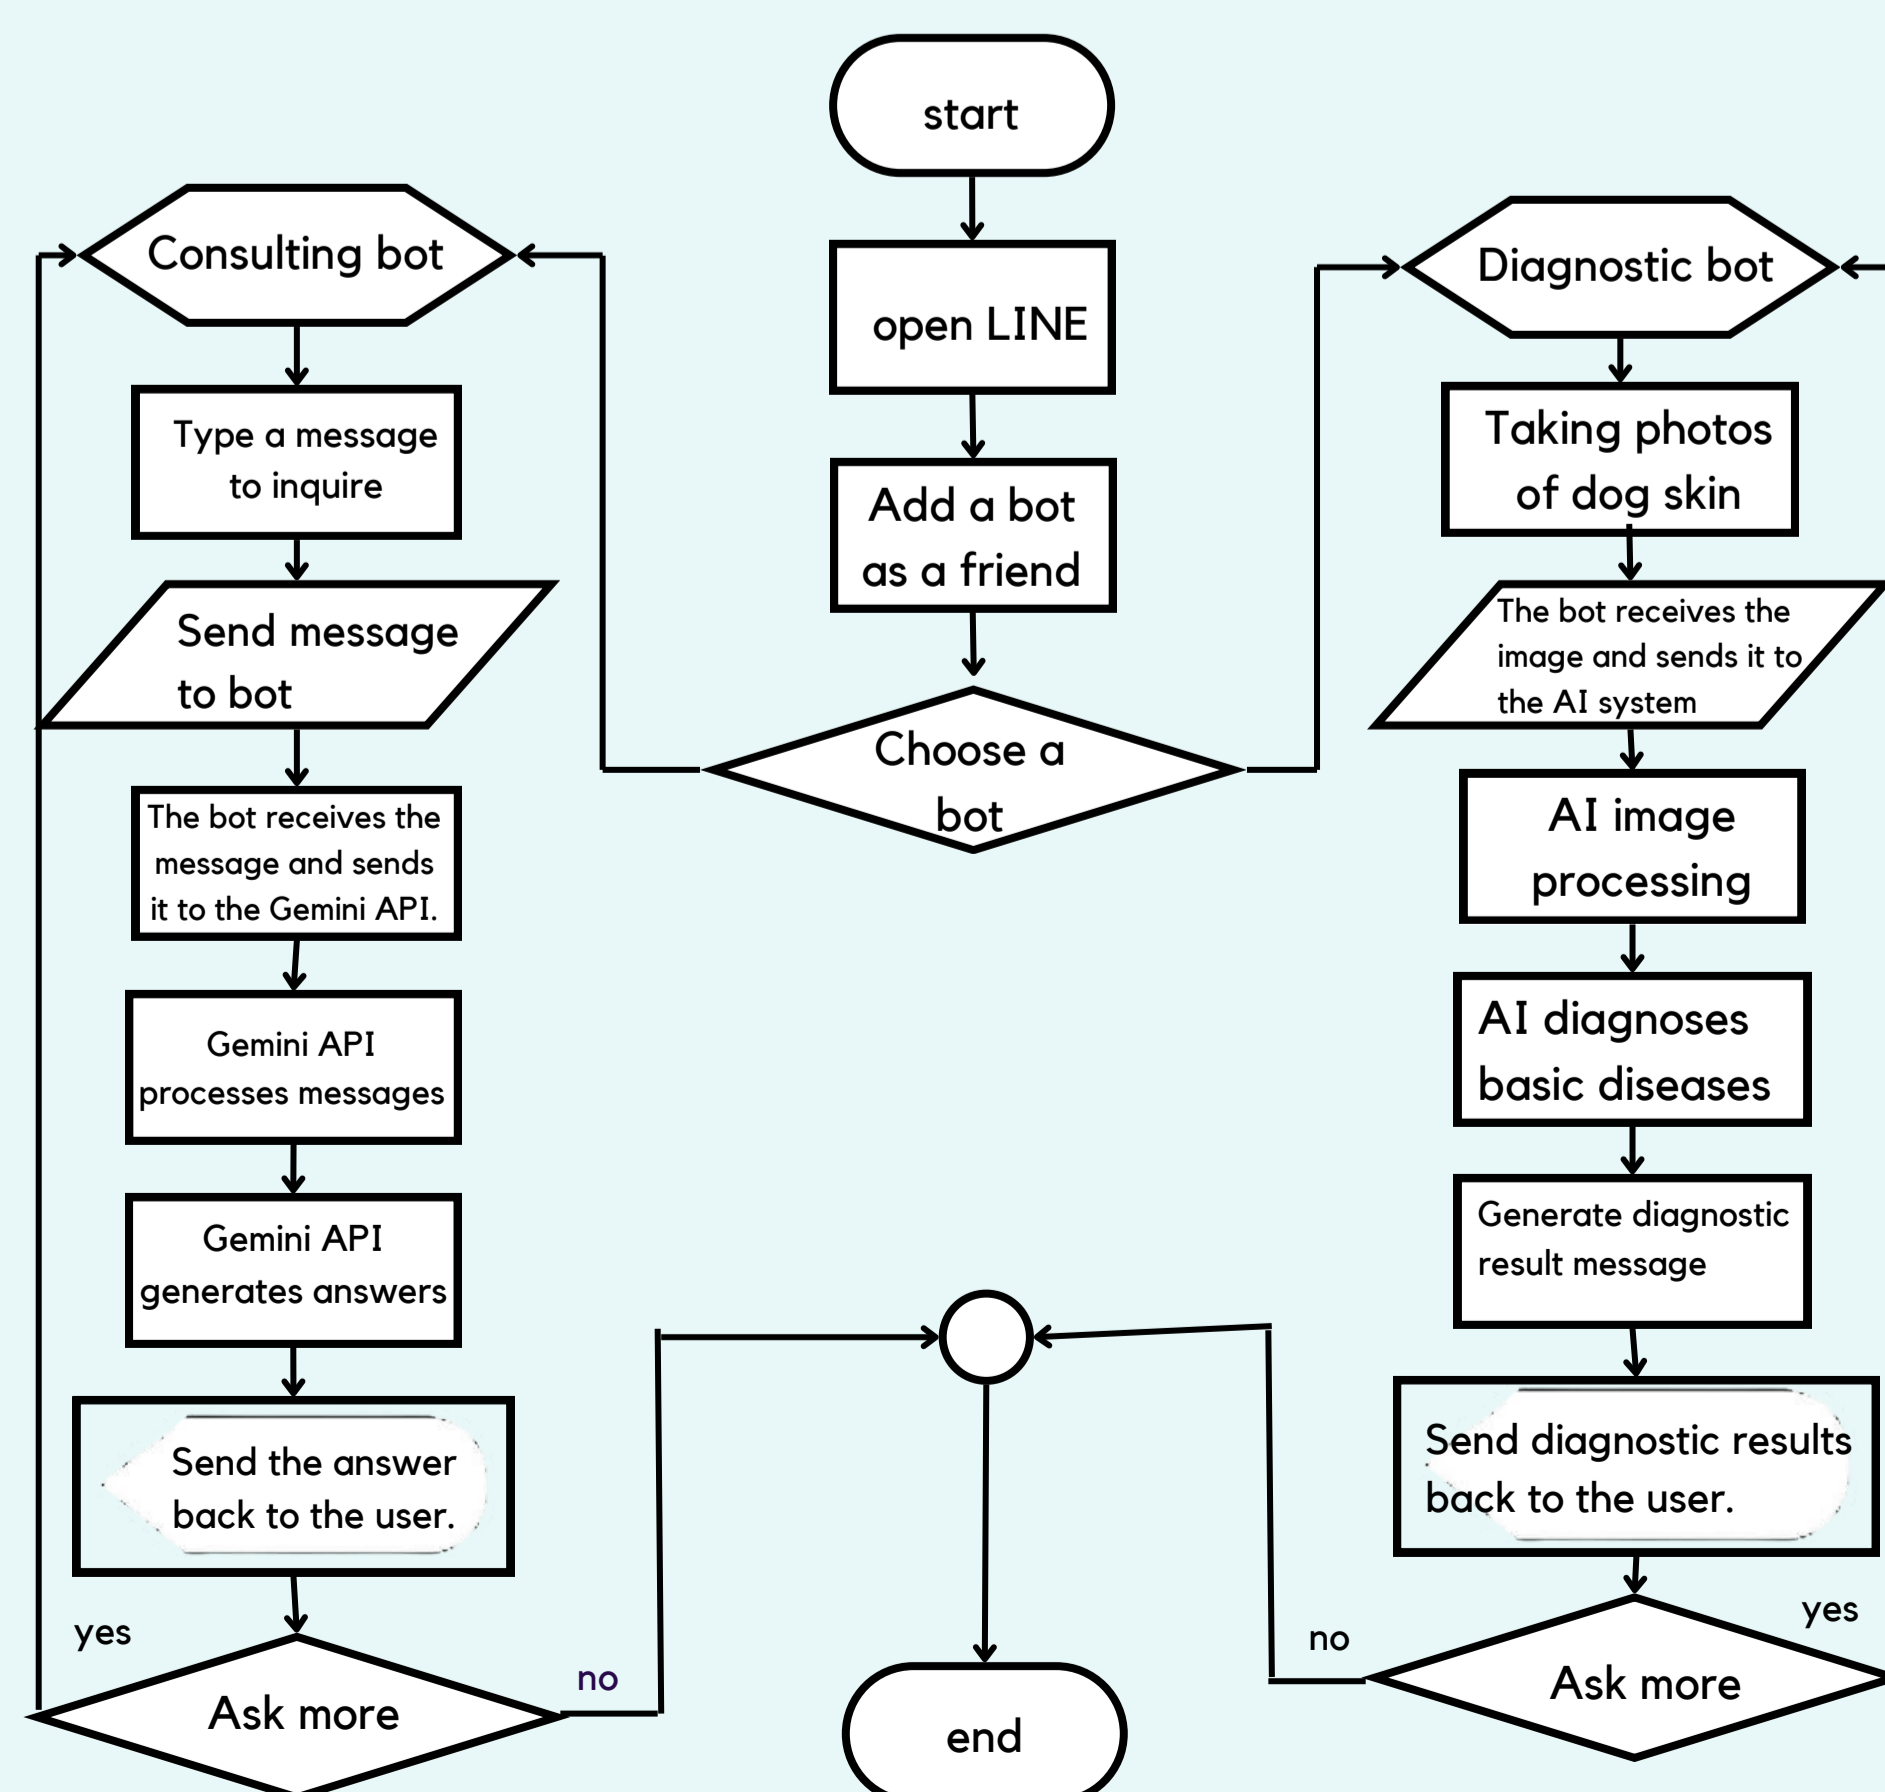 start
open LINE
Add a bot
as a friend
Choose a
bot
Consulting bot
Type a message
to inquire
Send message
to bot
The bot receives the
message and sends
it to the Gemini API.
Gemini API
processes messages
Gemini API
generates answers
Send the answer
back to the user.
yes
Ask more
no
Diagnostic bot
Taking photos
of dog skin
The bot receives the
image and sends it to
the AI system
AI image
processing
AI diagnoses
basic diseases
Generate diagnostic
result message
Send diagnostic results
back to the user.
yes
no
Ask more
end